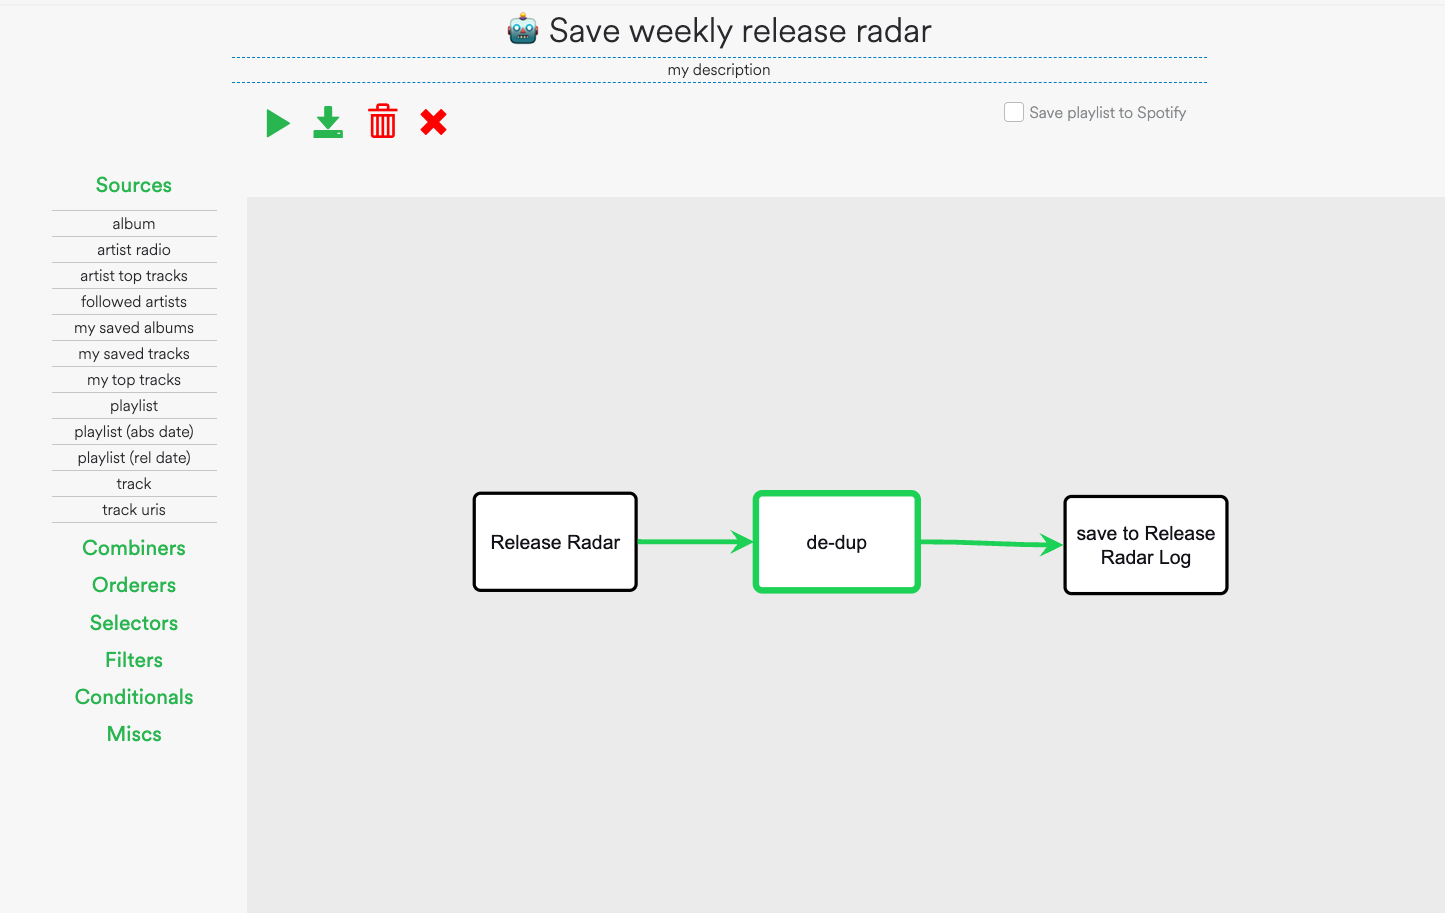 Save weekly release radar
my description
Save playlist to Spotify
Sources
album
artist radio
artist top tracks
followed artists
my saved albums
my saved tracks
my top tracks
playlist
playlist (abs date)
playlist (rel date)
track
track uris
Combiners
Orderers
Selectors
Filters
Conditionals
Miscs
Release Radar
de-dup
save to Release
Radar Log